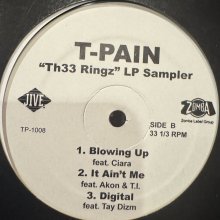 T-PAIN
"Th33 Ringz" LP Sampler
JIVE
ZOMBA
Zomba Label Group
TP-1008
SIDE B
33 1/3 RPM
1. Blowing Up
feat. Ciara
2. It Ain't Me
feat. Akon & T.I.
3. Digital
feat. Tay Dizm